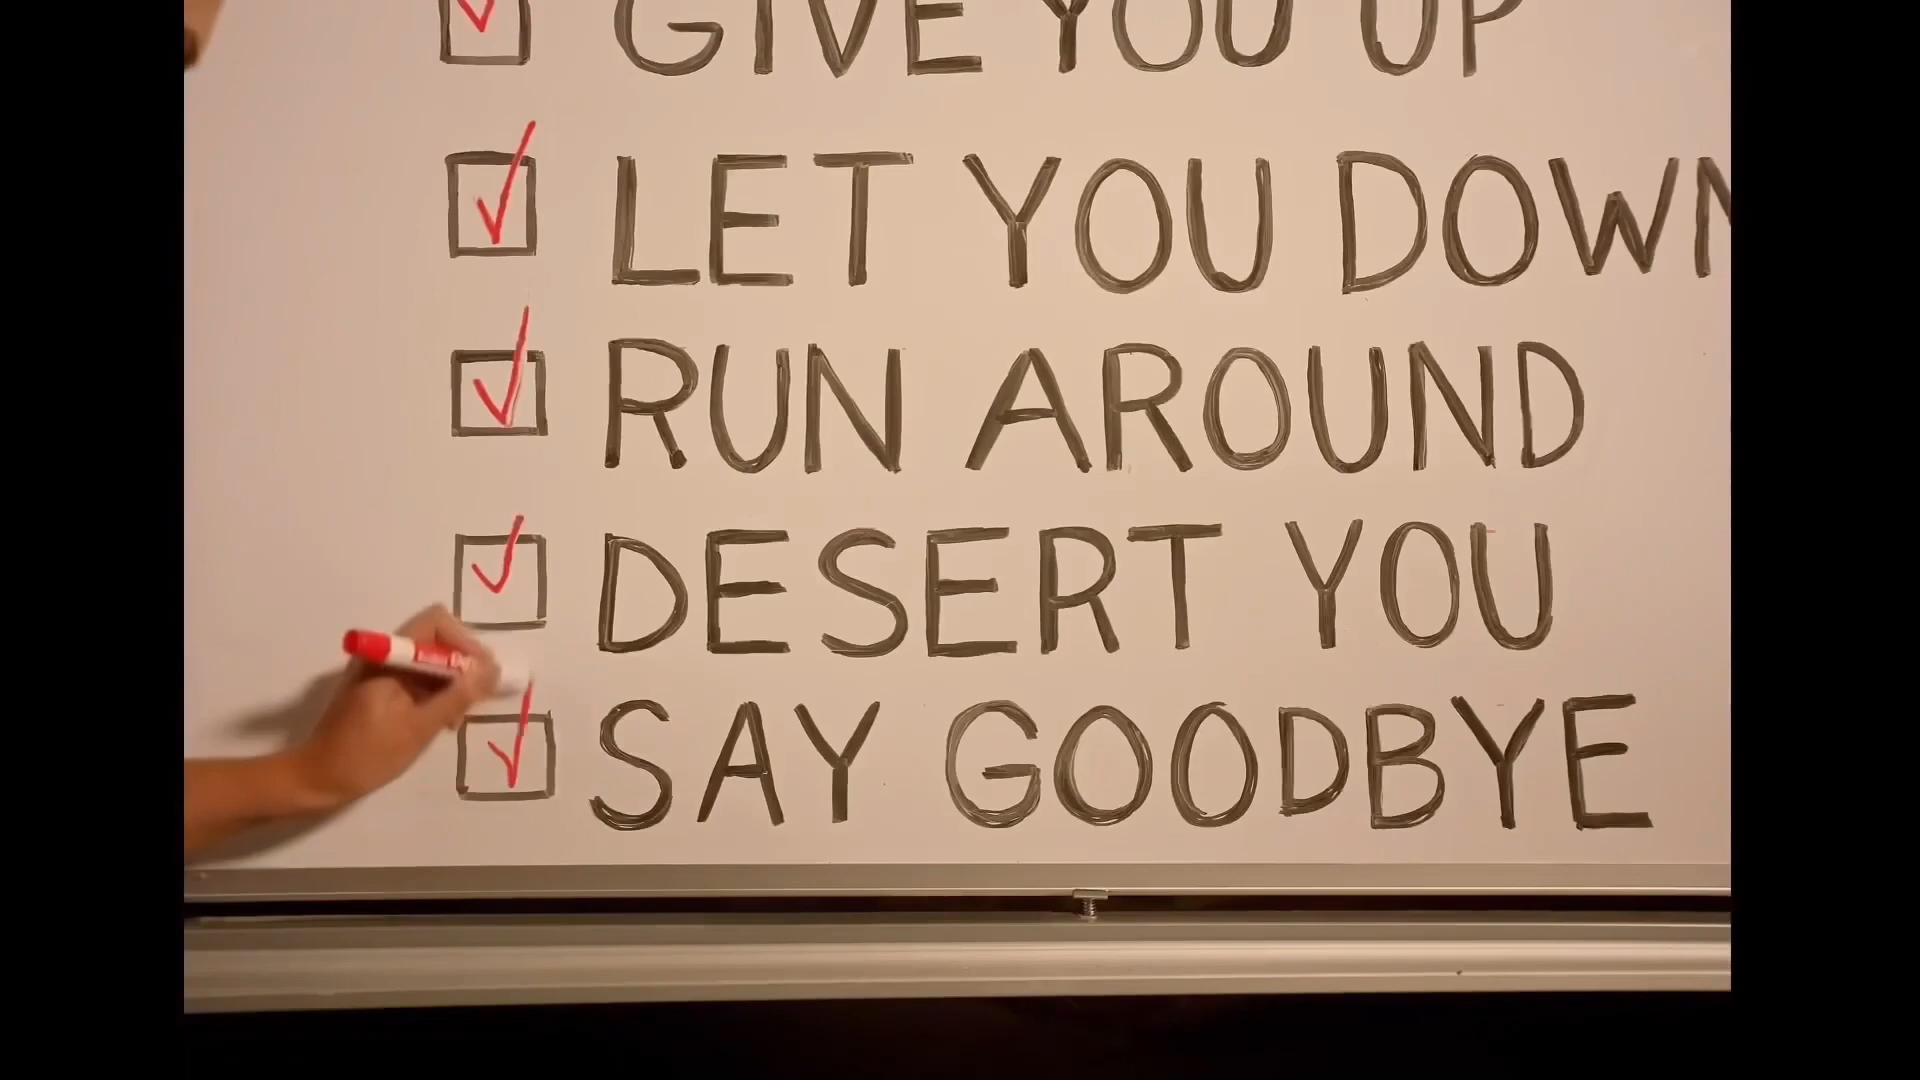 GIVE YOU UP
LET YOU DOWN
RUN AROUND
DESERT YOU
SAY GOODBYE